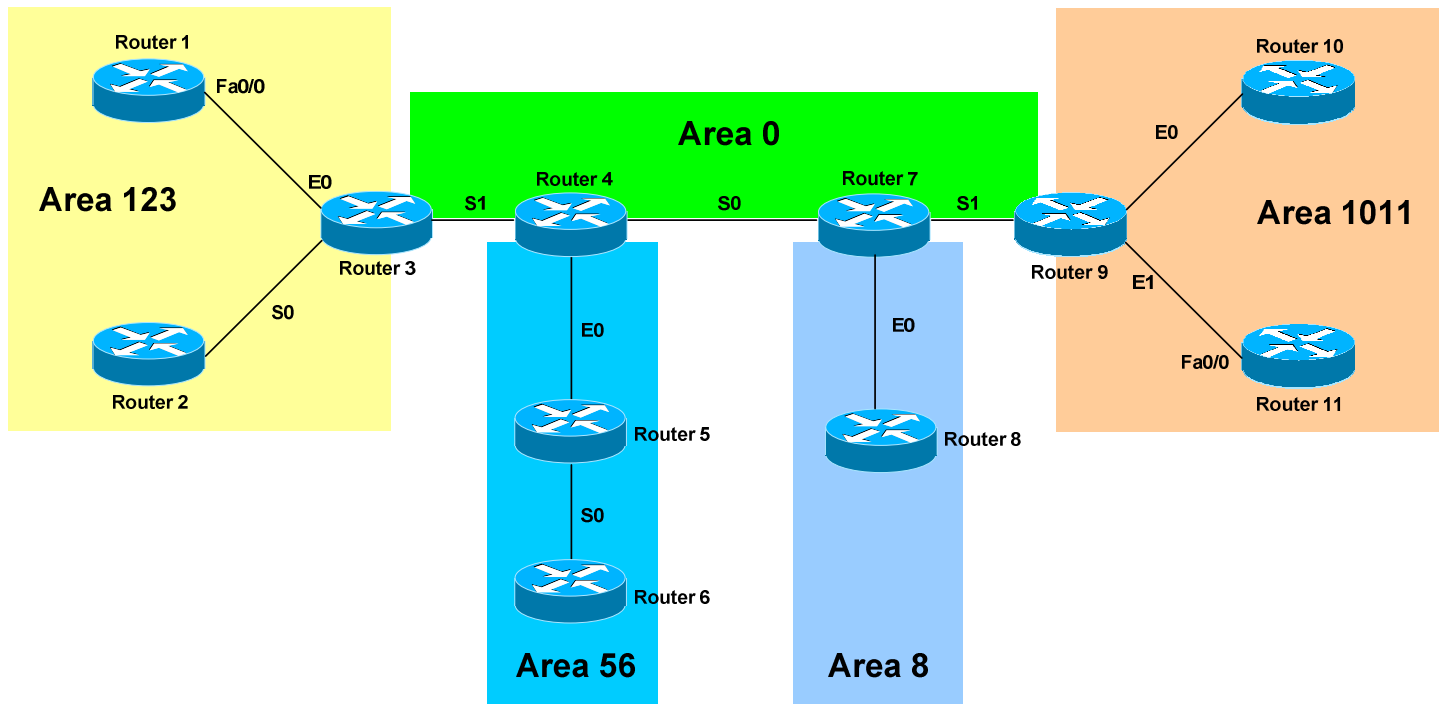 Router 1
Fa0/0
Area 123
E0
Router 3
S0
Router 2
Area 0
S1
Router 4
S0
Router 7
S1
E0
Router 5
S0
Router 6
Area 56
E0
Router 8
Area 8
Router 10
E0
Area 1011
Router 9
E1
Fa0/0
Router 11